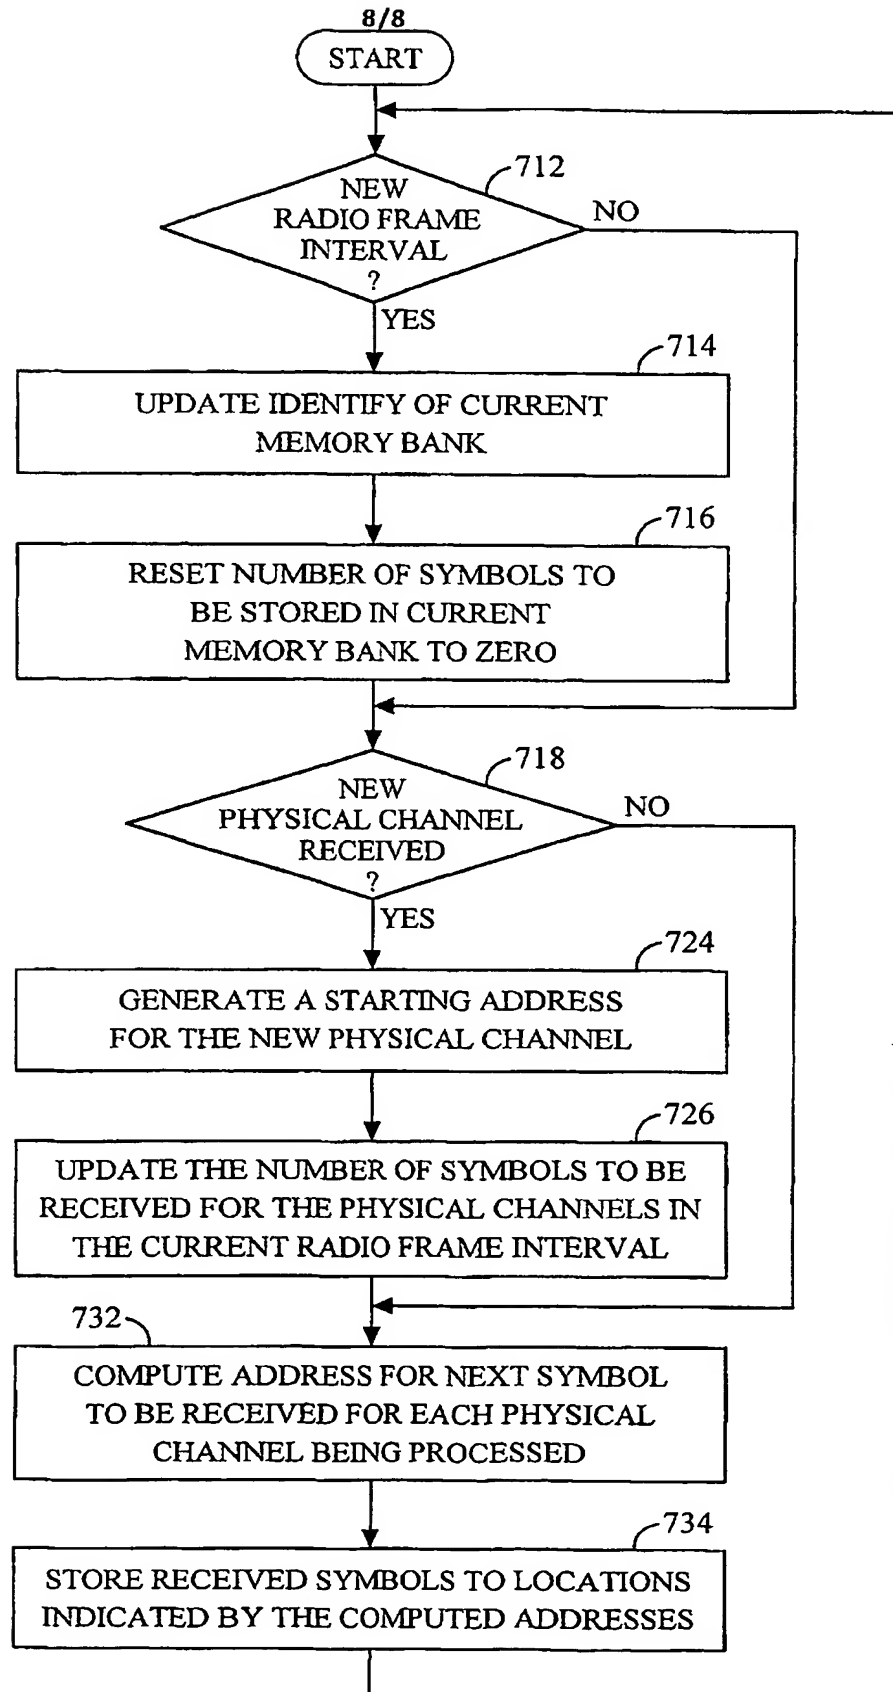 8/8
START
712
NEW
RADIO FRAME
INTERVAL
?
NO
YES
714
UPDATE IDENTIFY OF CURRENT
MEMORY BANK
716
RESET NUMBER OF SYMBOLS TO
BE STORED IN CURRENT
MEMORY BANK TO ZERO
718
NEW
PHYSICAL CHANNEL
RECEIVED
?
NO
YES
724
GENERATE A STARTING ADDRESS
FOR THE NEW PHYSICAL CHANNEL
726
UPDATE THE NUMBER OF SYMBOLS TO BE
RECEIVED FOR THE PHYSICAL CHANNELS IN
THE CURRENT RADIO FRAME INTERVAL
732
COMPUTE ADDRESS FOR NEXT SYMBOL
TO BE RECEIVED FOR EACH PHYSICAL
CHANNEL BEING PROCESSED
734
STORE RECEIVED SYMBOLS TO LOCATIONS
INDICATED BY THE COMPUTED ADDRESSES